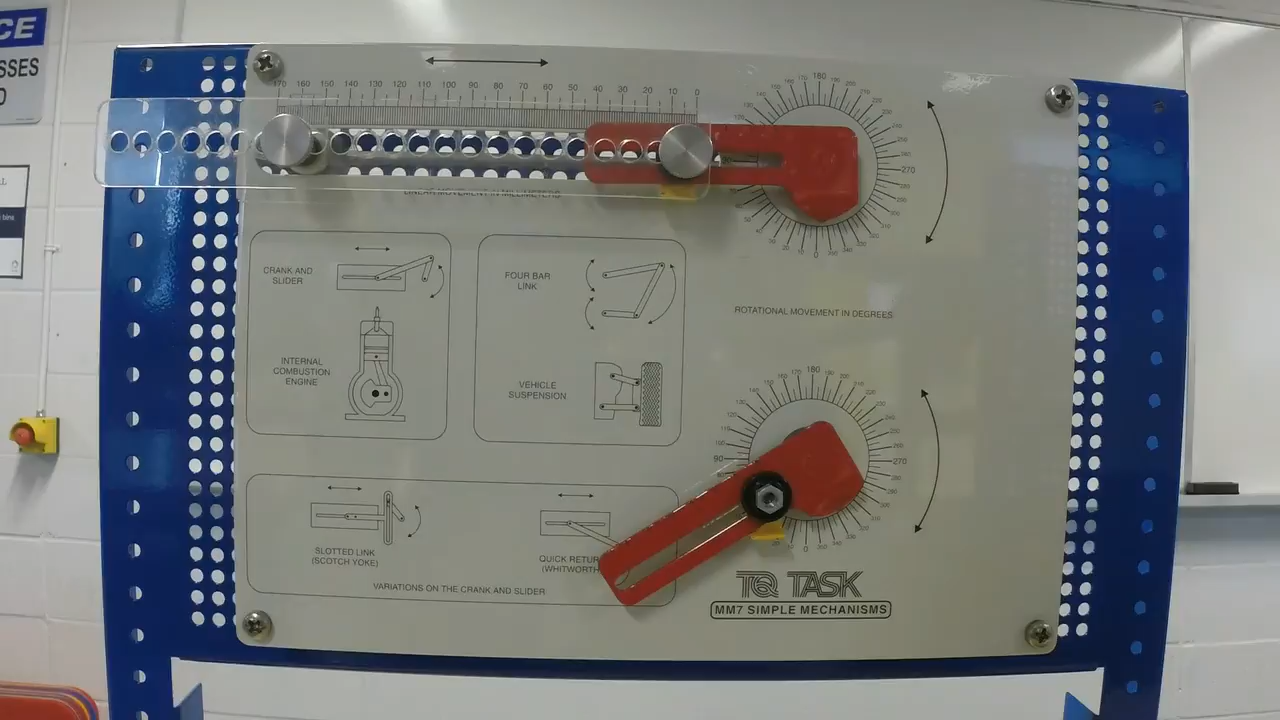 CE
SSES
170 160 150 140 130 120 110 100 90 80 70 60 50 40 30 20 10 0
LINEAR MOVEMENT IN MILLIMETERS
180
270
0
CRANK AND
SLIDER
FOUR BAR
LINK
ROTATIONAL MOVEMENT IN DEGREES
INTERNAL
COMBUSTION
ENGINE
VEHICLE
SUSPENSION
180
90
270
0
SLOTTED LINK
(SCOTCH YOKE)
QUICK RETUR
(WHITWORTH
VARIATIONS ON THE CRANK AND SLIDER
TQ TASK
MM7 SIMPLE MECHANISMS